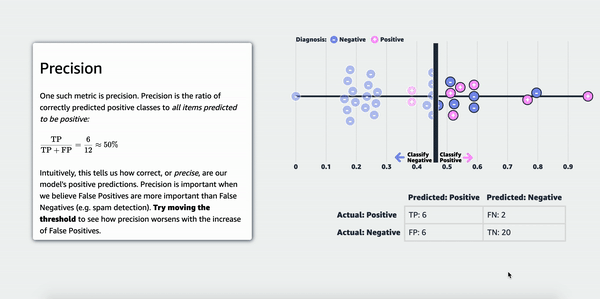 Precision
One such metric is precision. Precision is the ratio of
correctly predicted positive classes to all items predicted
to be positive:
TP / TP + FP = 6 / 12 ≈ 50%
Intuitively, this tells us how correct, or precise, are our
model's positive predictions. Precision is important when
we believe False Positives are more important than False
Negatives (e.g. spam detection). Try moving the
threshold to see how precision worsens with the increase
of False Positives.
Diagnosis: Negative Positive
Classify Negative
Classify Positive
0 0.1 0.2 0.3 0.4 0.5 0.6 0.7 0.8 0.9
Predicted: Positive Predicted: Negative
Actual: Positive TP: 6 FN: 2
Actual: Negative FP: 6 TN: 20